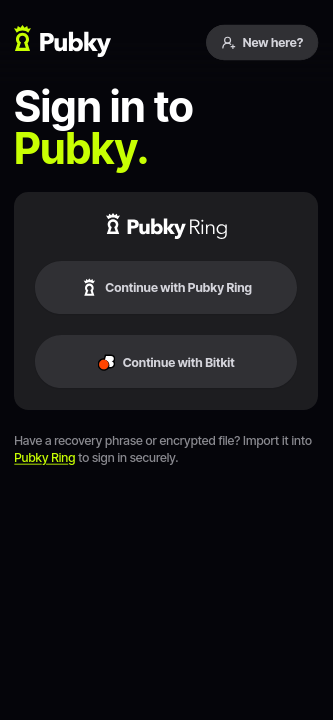 Pubky
New here?
Sign in to
Pubky.
Pubky Ring
Continue with Pubky Ring
Continue with Bitkit
Have a recovery phrase or encrypted file? Import it into
Pubky Ring to sign in securely.